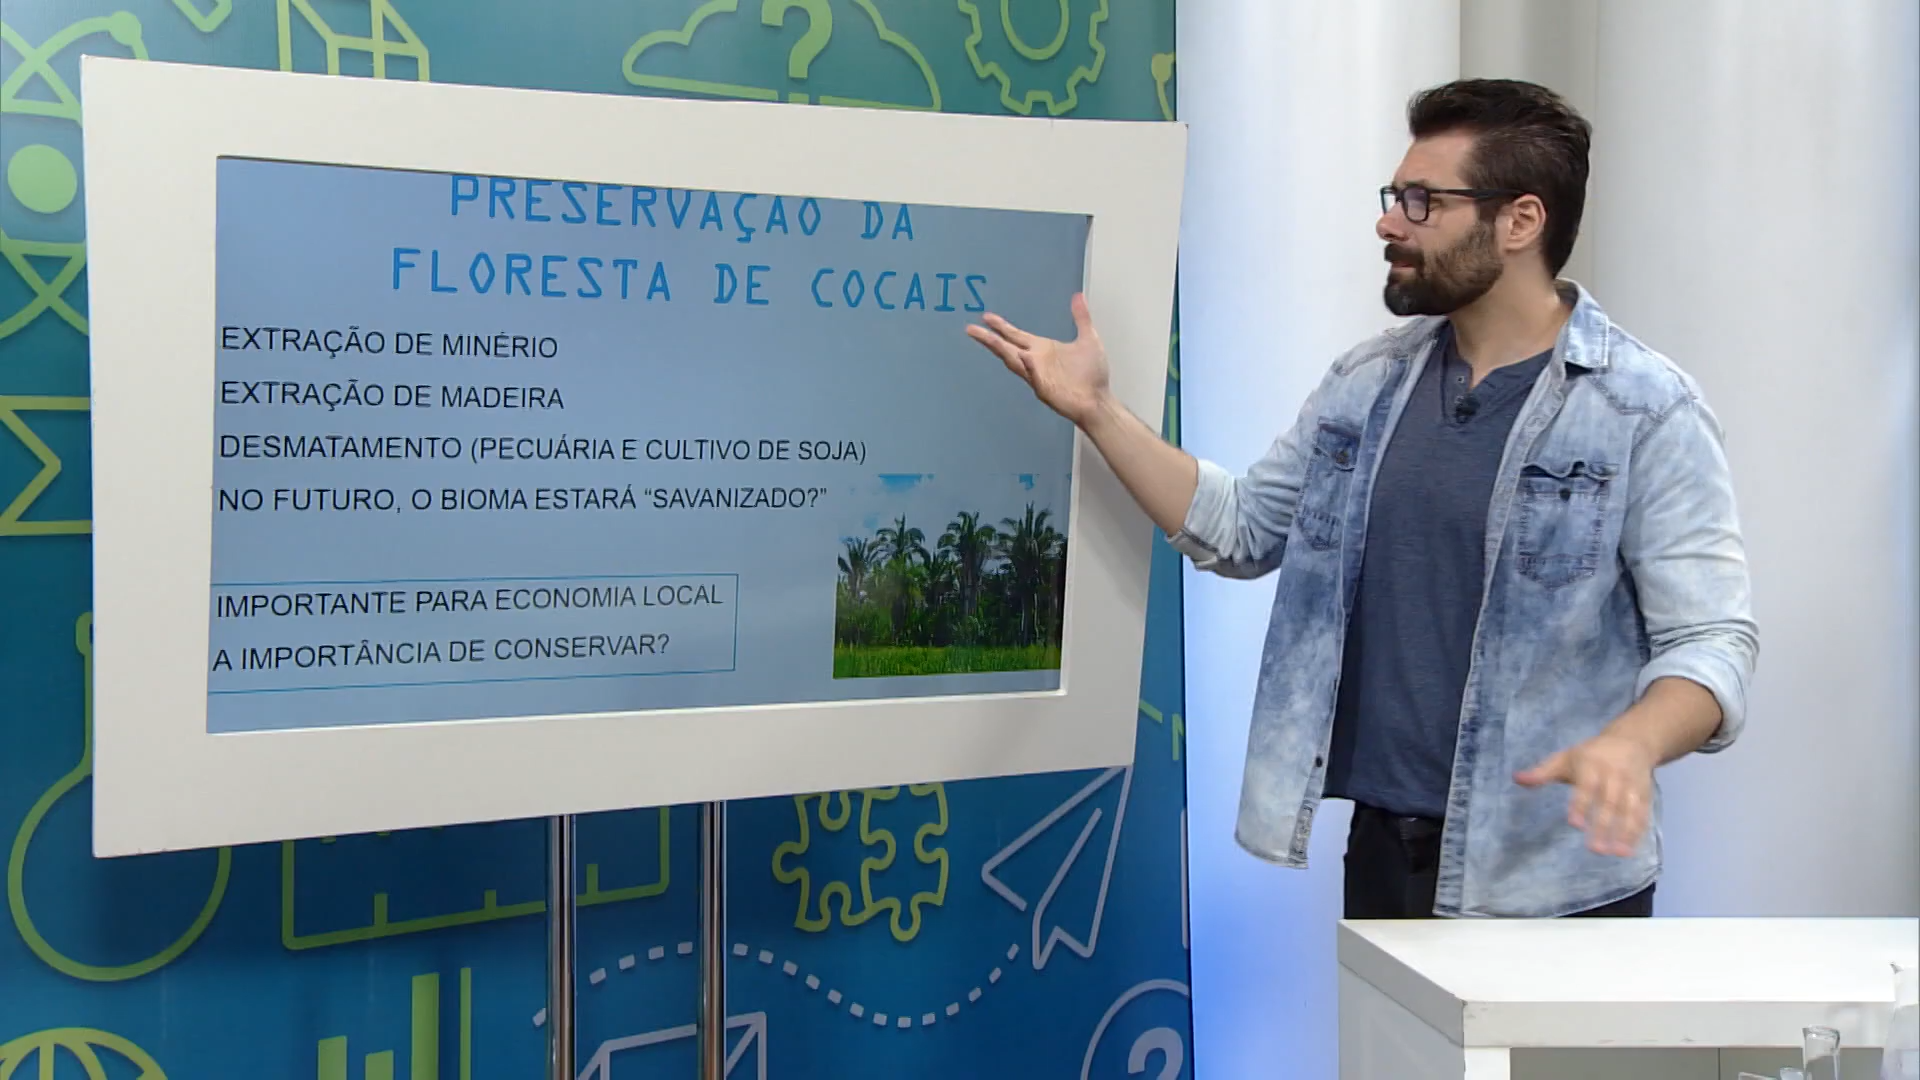 PRESERVAÇÃO DA
FLORESTA DE COCAIS
EXTRAÇÃO DE MINÉRIO
EXTRAÇÃO DE MADEIRA
DESMATAMENTO (PECUÁRIA E CULTIVO DE SOJA)
NO FUTURO, O BIOMA ESTARÁ “SAVANIZADO?”
IMPORTANTE PARA ECONOMIA LOCAL
A IMPORTÂNCIA DE CONSERVAR?
?
?